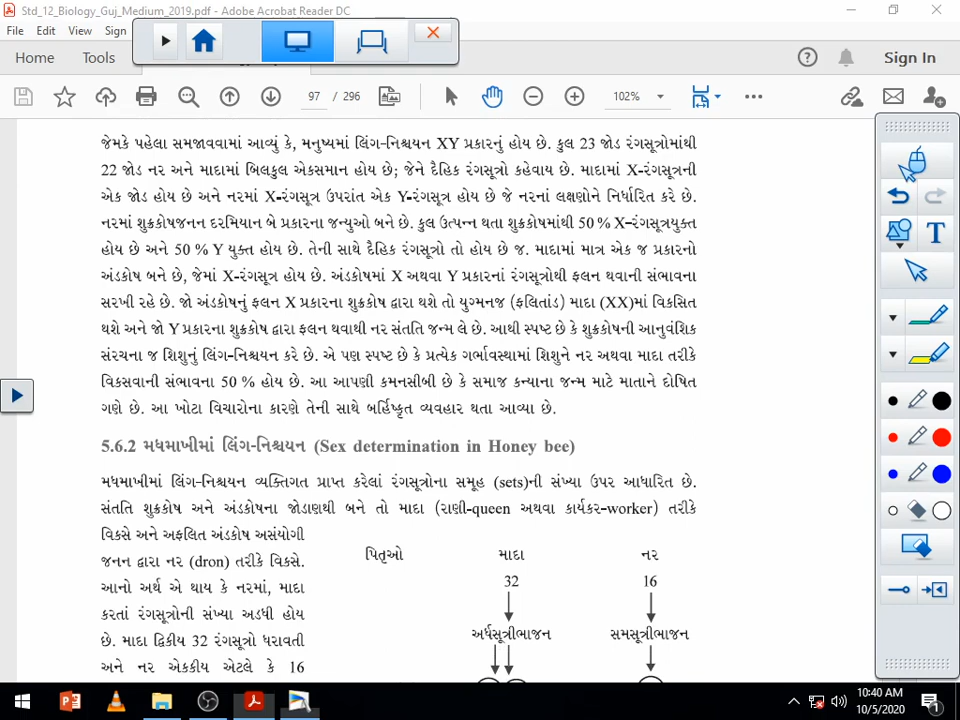 Std_12_Biology_Guj_Medium_2019.pdf - Adobe Acrobat Reader DC
File Edit View Sign
Home Tools Sign In
97 / 296 102%
જેમકે પહેલા સમજાવવામાં આવ્યું કે, મનુષ્યમાં લિંગ-નિશ્ચયન XY પ્રકારનું હોય છે. કુલ 23 જોડ રંગસૂત્રોમાંથી
22 જોડ નર અને માદામાં બિલકુલ એકસમાન હોય છે; જેને દૈહિક રંગસૂત્રો કહેવાય છે. માદામાં X-રંગસૂત્રની
એક જોડ હોય છે અને નરમાં X-રંગસૂત્ર ઉપરાંત એક Y-રંગસૂત્ર હોય છે જે નરનાં લક્ષણોને નિર્ધારિત કરે છે.
નરમાં શુક્રકોષજનન દરમિયાન બે પ્રકારના જન્યુઓ બને છે. કુલ ઉત્પન્ન થતા શુક્રકોષમાંથી 50 % X-રંગસૂત્રયુક્ત
હોય છે અને 50 % Y યુક્ત હોય છે. તેની સાથે દૈહિક રંગસૂત્રો તો હોય છે જ. માદામાં માત્ર એક જ પ્રકારનો
અંડકોષ બને છે, જેમાં X-રંગસૂત્ર હોય છે. અંડકોષમાં X અથવા Y પ્રકારનાં રંગસૂત્રોથી ફલન થવાની સંભાવના
સરખી રહે છે. જો અંડકોષનું ફલન X પ્રકારના શુક્રકોષ દ્વારા થશે તો યુગ્મનજ (ફલિતાંડ) માદા (XX)માં વિકસિત
થશે અને જો Y પ્રકારના શુક્રકોષ દ્વારા ફલન થવાથી નર સંતતિ જન્મ લે છે. આથી સ્પષ્ટ છે કે શુક્રકોષની આનુવંશિક
સંરચના જ શિશુનું લિંગ-નિશ્ચયન કરે છે. એ પણ સ્પષ્ટ છે કે પ્રત્યેક ગર્ભાવસ્થામાં શિશુને નર અથવા માદા તરીકે
વિકસવાની સંભાવના 50 % હોય છે. આ આપણી કમનસીબી છે કે સમાજ કન્યાના જન્મ માટે માતાને દોષિત
ગણે છે. આ ખોટા વિચારોના કારણે તેની સાથે બર્હિષ્કૃત વ્યવહાર થતા આવ્યા છે.
5.6.2 મધમાખીમાં લિંગ-નિશ્ચયન (Sex determination in Honey bee)
મધમાખીમાં લિંગ-નિશ્ચયન વ્યક્તિગત પ્રાપ્ત કરેલાં રંગસૂત્રોના સમૂહ (sets)ની સંખ્યા ઉપર આધારિત છે.
સંતતિ શુક્રકોષ અને અંડકોષના જોડાણથી બને તો માદા (રાણી-queen અથવા કાર્યકર-worker) તરીકે
વિકસે અને અફલિત અંડકોષ અસંયોગી
જનન દ્વારા નર (dron) તરીકે વિકસે.
આનો અર્થ એ થાય કે નરમાં, માદા
કરતાં રંગસૂત્રોની સંખ્યા અડધી હોય
છે. માદા દ્વિકીય 32 રંગસૂત્રો ધરાવતી
અને નર એકકીય એટલે કે 16
પિતૃઓ માદા નર
32 16
અર્ધસૂત્રીભાજન સમસૂત્રીભાજન
T
10:40 AM
10/5/2020
1